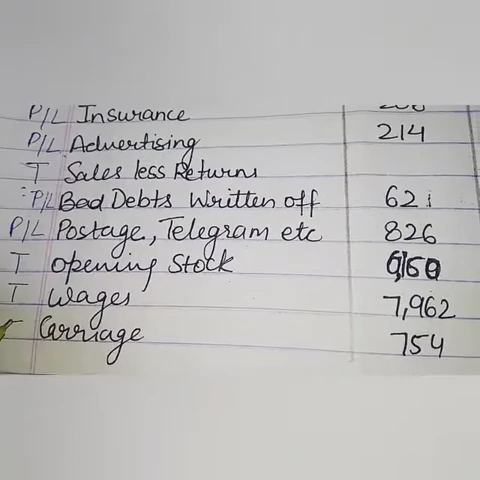 P/L Insurance
P/L Advertising 214
T Sales less Returns
P/L Bad Debts Written off 621
P/L Postage, Telegram etc 826
T Opening Stock
T Wages 7,962
T Carriage 754